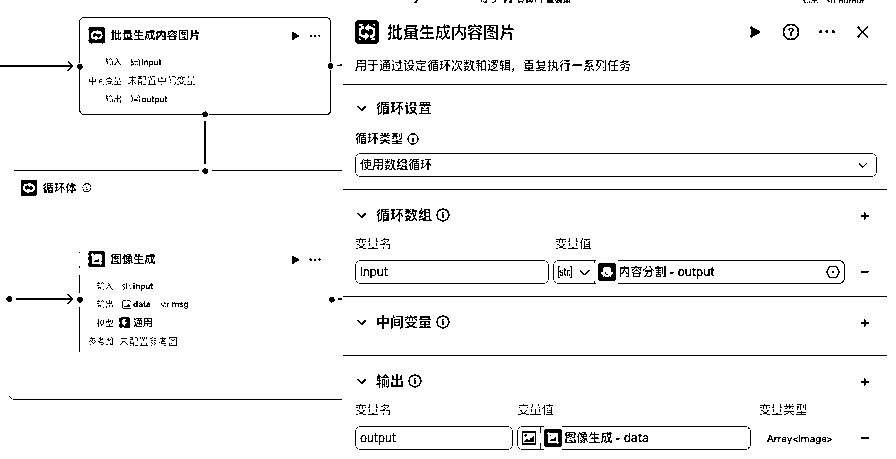 批量生成内容图片
输入 str input
中间变量 未配置中间变量
输出 [≡] output
循环体
图像生成
输入 str input
输出 data str msg
模型 通用
参考图 未配置参考图
批量生成内容图片
用于通过设定循环次数和逻辑，重复执行一系列任务
循环设置
循环类型
使用数组循环
循环数组
变量名 变量值
input [str] 内容分割 - output
中间变量
输出
变量名 变量值 变量类型
output 图像生成 - data Array<Image>